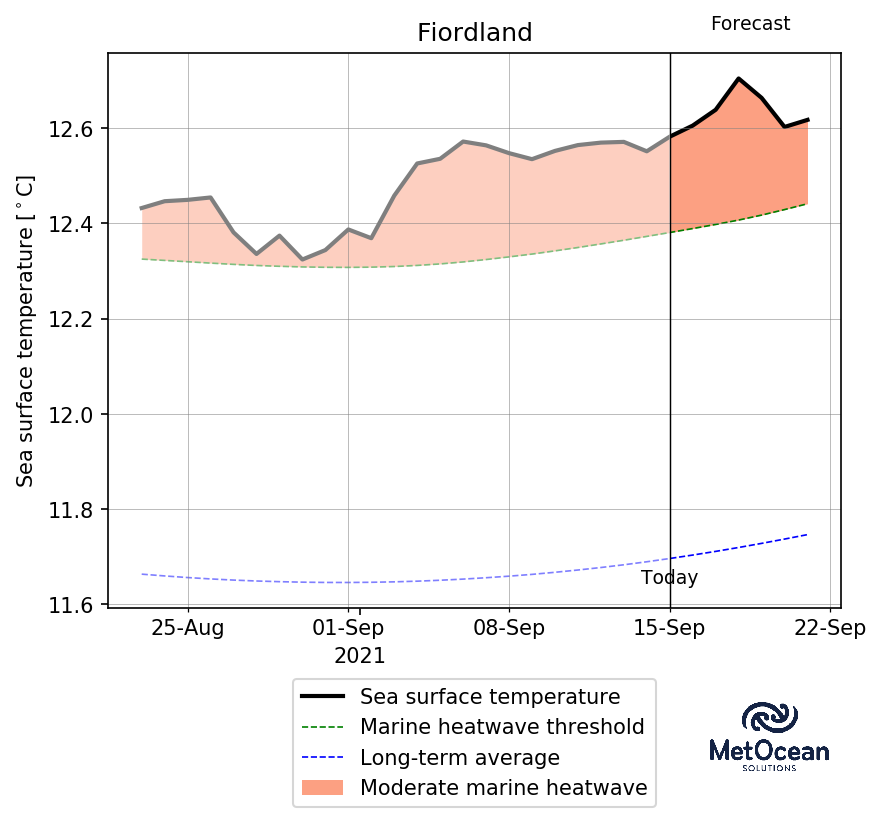 Forecast
Fiordland
Sea surface temperature [°C]
12.6
12.4
12.2
12.0
11.8
11.6
Today
25-Aug 01-Sep 08-Sep 15-Sep 22-Sep
2021
Sea surface temperature
Marine heatwave threshold
Long-term average
Moderate marine heatwave
MetOcean
SOLUTIONS